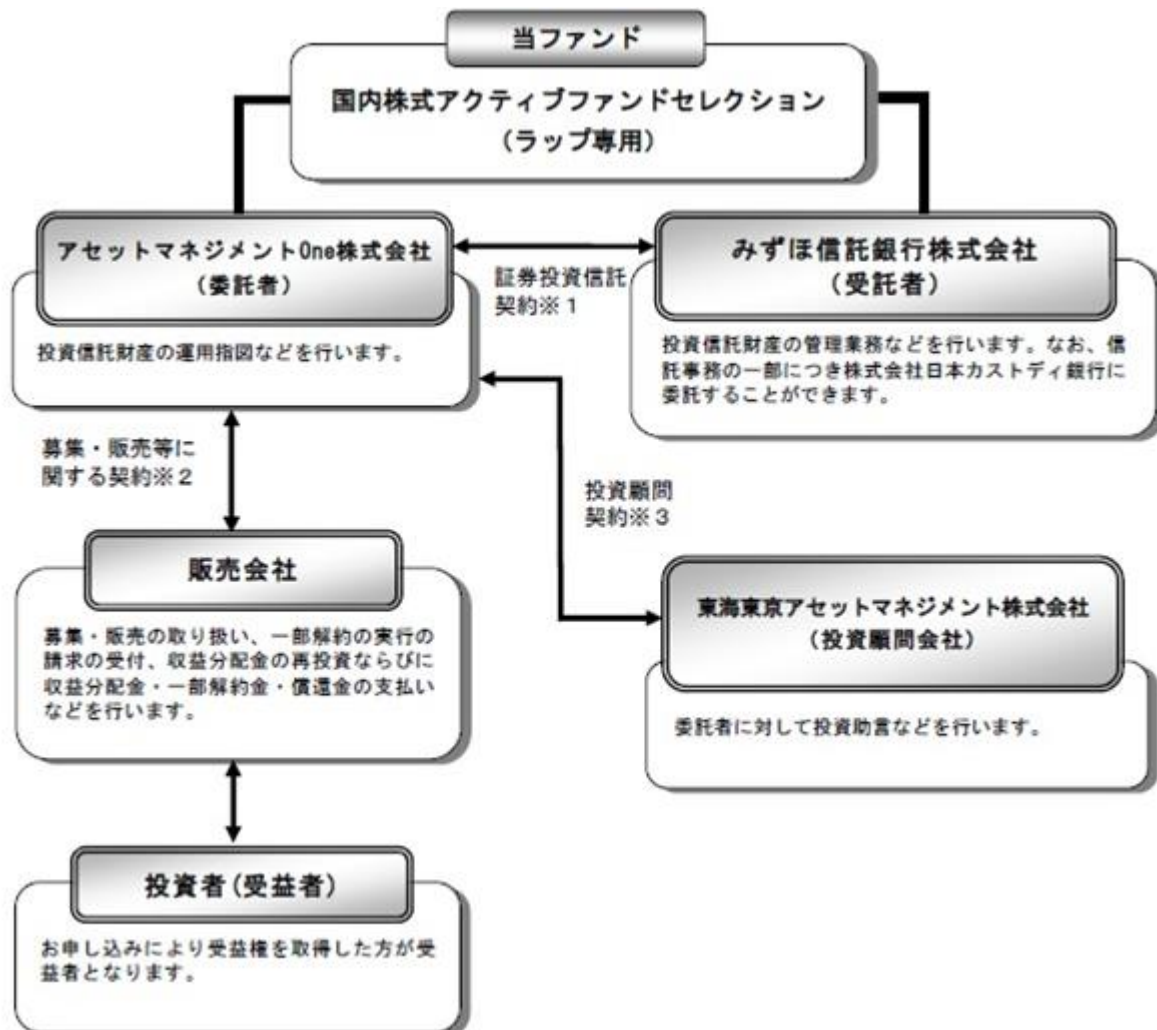 当ファンド
国内株式アクティブファンドセレクション
（ラップ専用）
アセットマネジメントOne株式会社
（委託者）
投資信託財産の運用指図などを行います。
証券投資信託
契約※１
みずほ信託銀行株式会社
（受託者）
投資信託財産の管理業務などを行います。なお、信
託事務の一部につき株式会社日本カストディ銀行に
委託することができます。
募集・販売等に
関する契約※２
投資顧問
契約※３
販売会社
募集・販売の取り扱い、一部解約の実行の
請求の受付、収益分配金の再投資ならびに
収益分配金・一部解約金・償還金の支払い
などを行います。
東海東京アセットマネジメント株式会社
（投資顧問会社）
委託者に対して投資助言などを行います。
投資者(受益者)
お申し込みにより受益権を取得した方が受
益者となります。